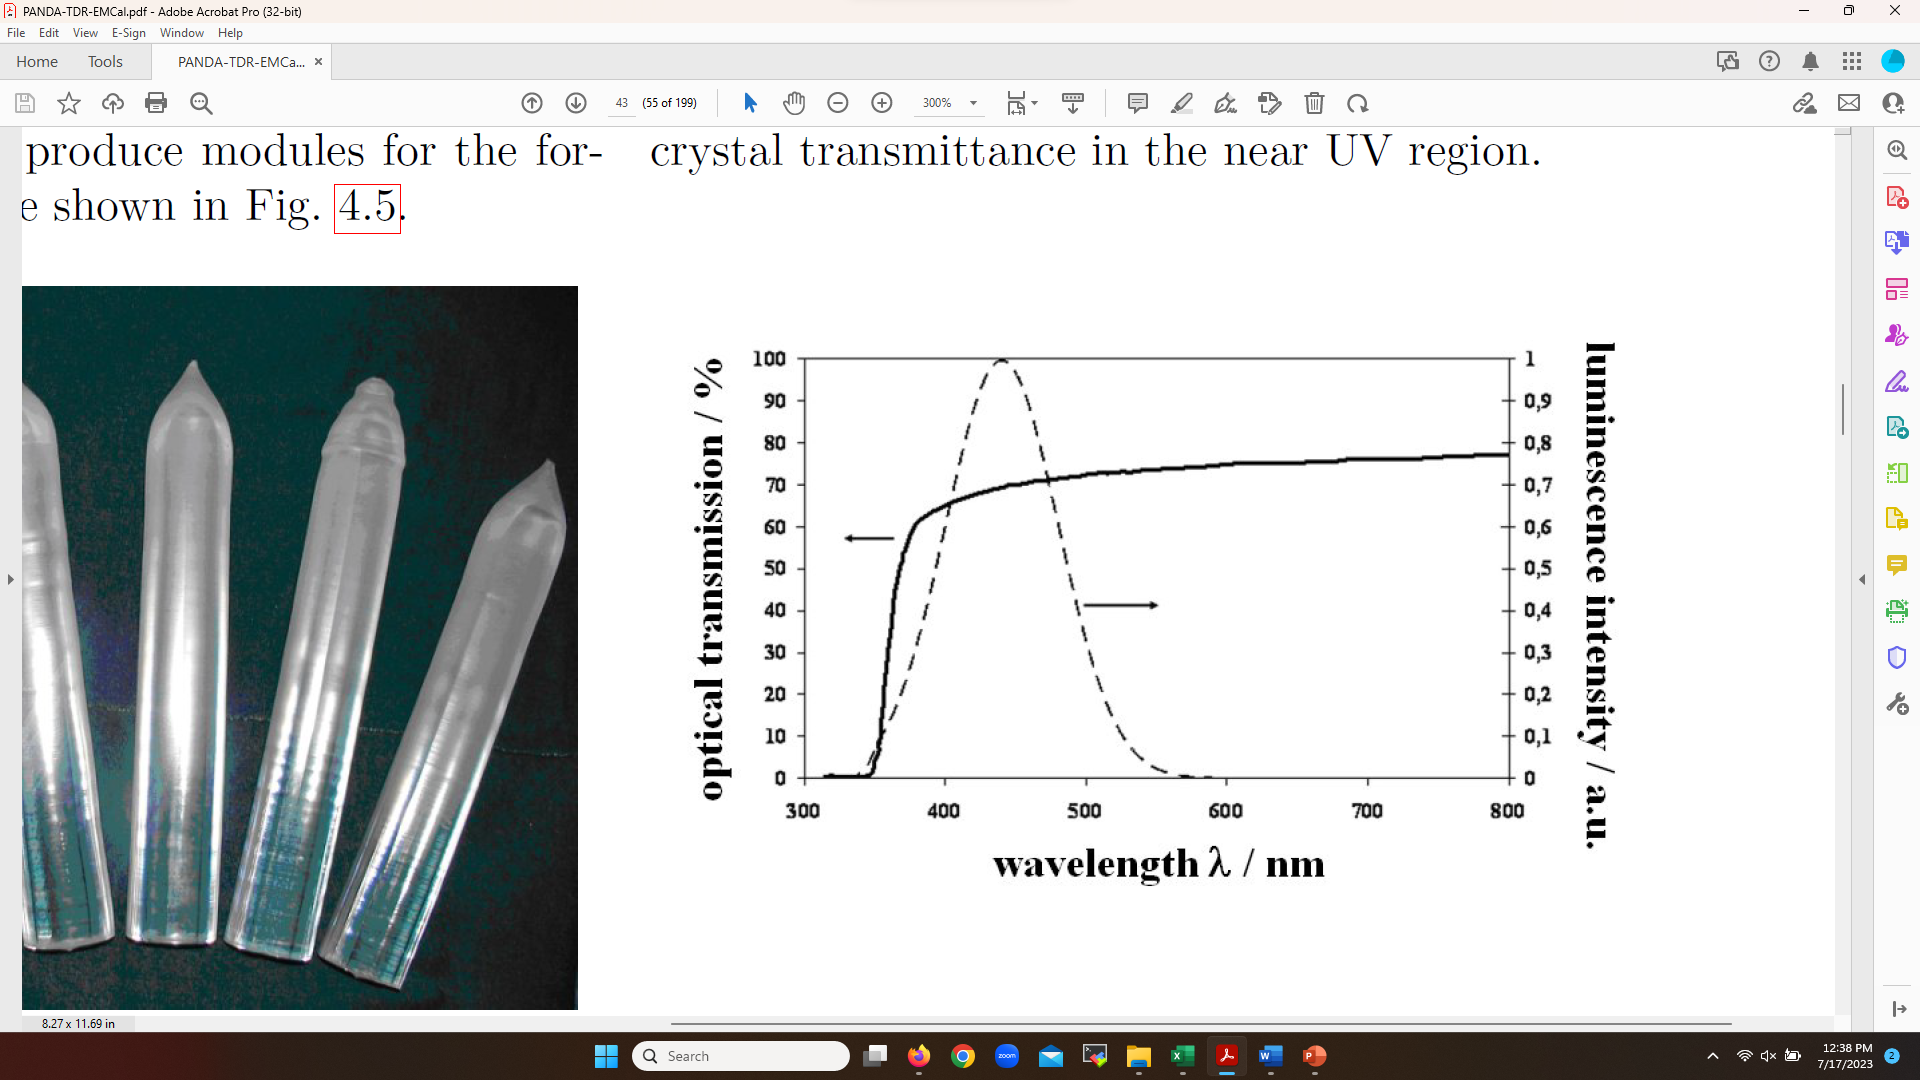 PANDA-TDR-EMCal.pdf - Adobe Acrobat Pro (32-bit)
File Edit View E-Sign Window Help
Home Tools PANDA-TDR-EMCa... ×
43 (55 of 199) 300%
produce modules for the for-
e shown in Fig. 4.5.
crystal transmittance in the near UV region.
optical transmission / %
100
90
80
70
60
50
40
30
20
10
0
1
0,9
0,8
0,7
0,6
0,5
0,4
0,3
0,2
0,1
0
luminescence intensity / a.u.
300 400 500 600 700 800
wavelength λ / nm
8.27 x 11.69 in
Search
zoom
12:38 PM
7/17/2023
2